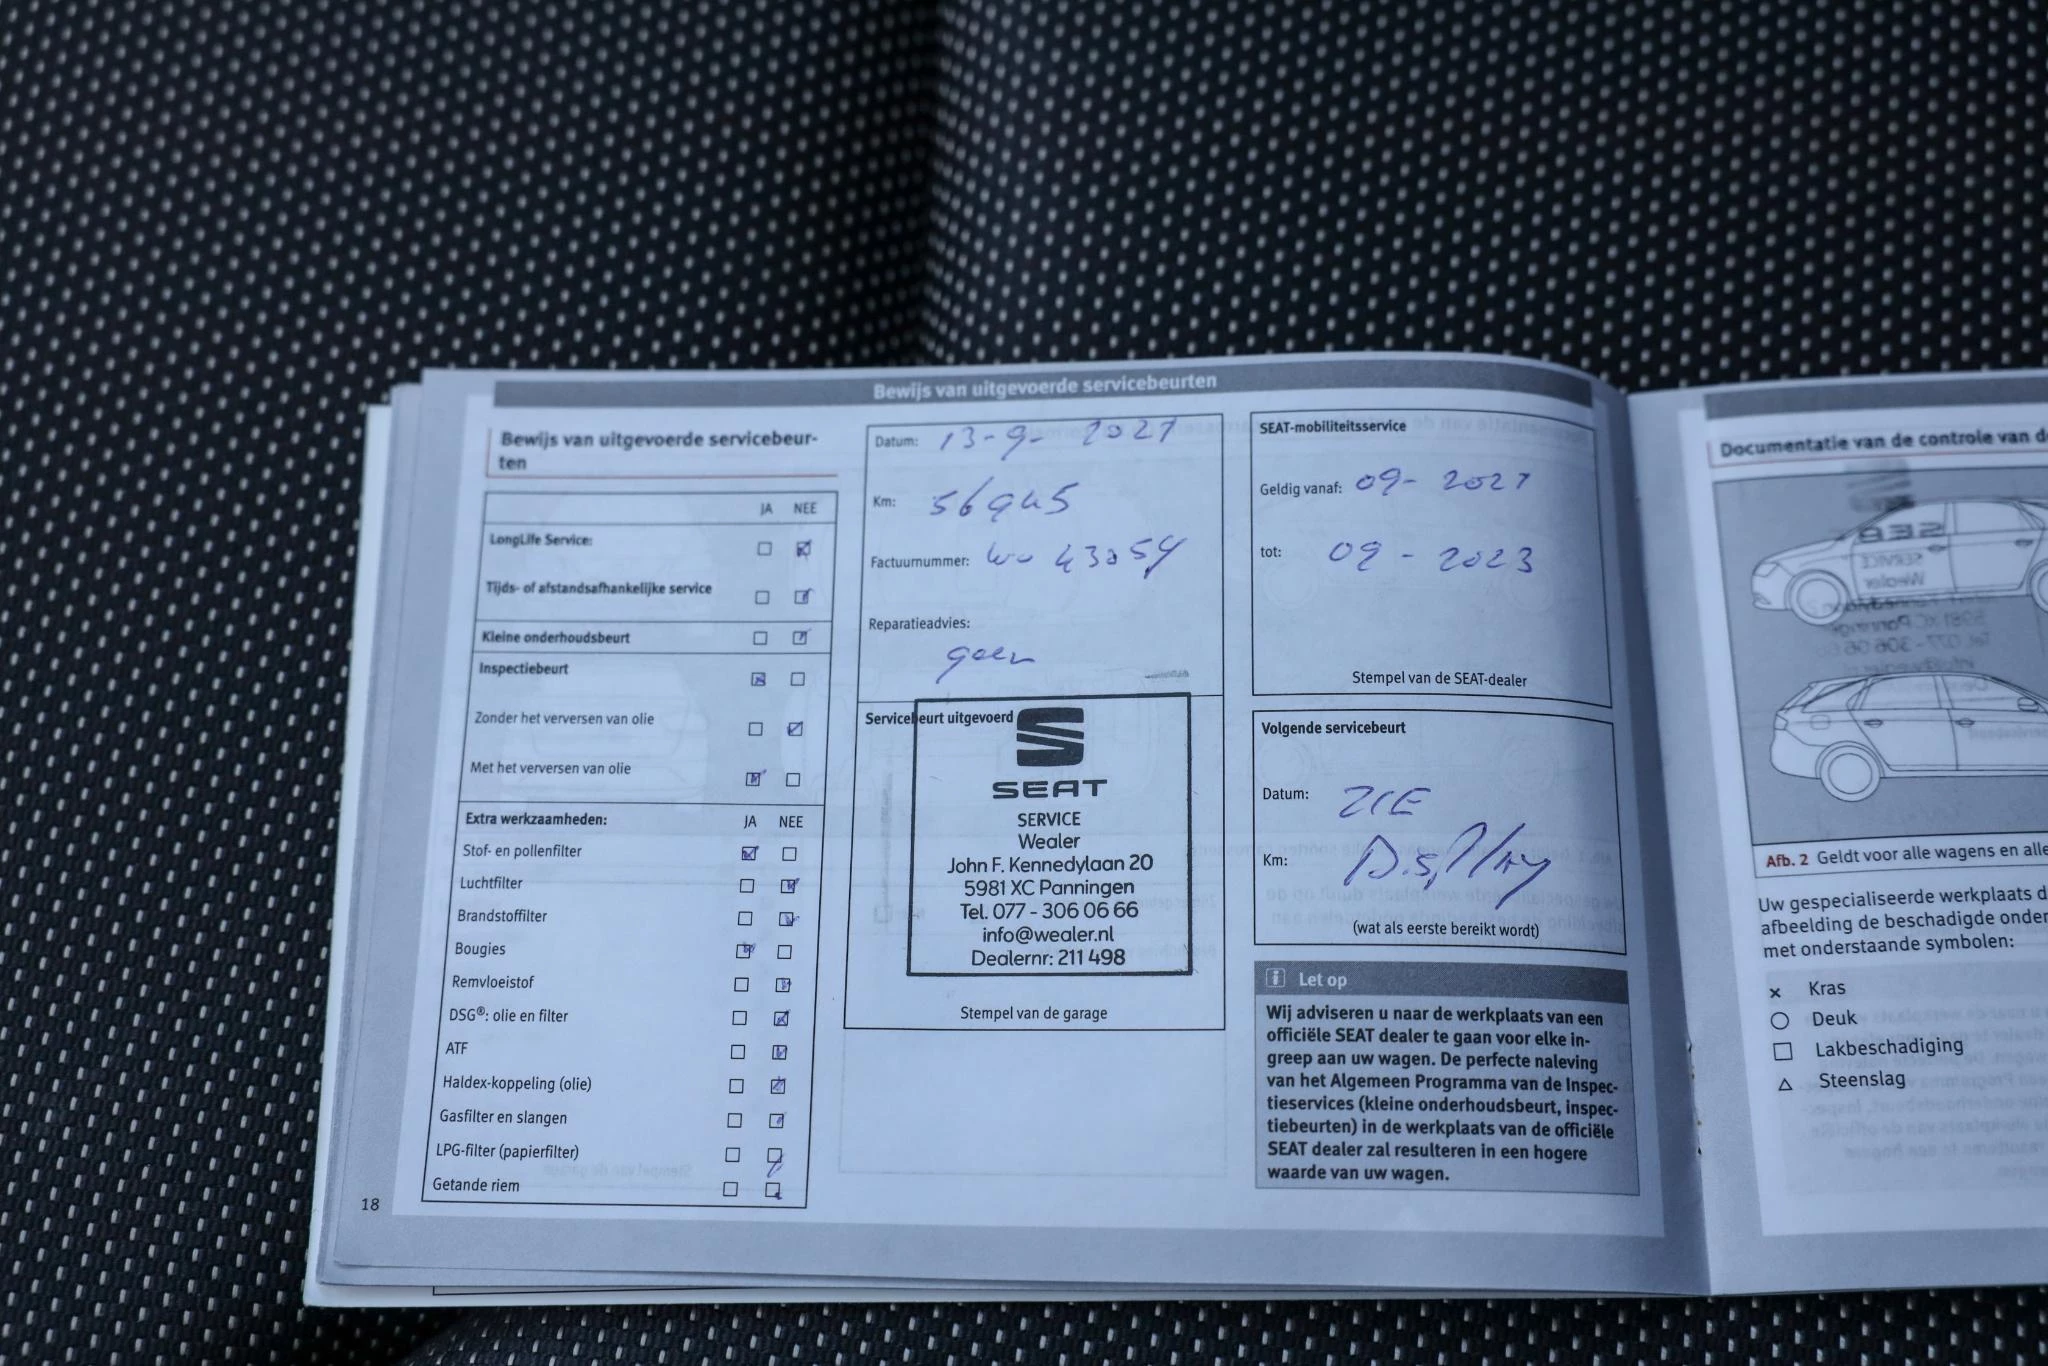 Bewijs van uitgevoerde servicebeurten
Bewijs van uitgevoerde servicebeur-
ten
JA NEE
LongLife Service:
Tijds- of afstandsafhankelijke service
Kleine onderhoudsbeurt
Inspectiebeurt
Zonder het verversen van olie
Met het verversen van olie
Extra werkzaamheden: JA NEE
Stof- en pollenfilter
Luchtfilter
Brandstoffilter
Bougies
Remvloeistof
DSG®: olie en filter
ATF
Haldex-koppeling (olie)
Gasfilter en slangen
LPG-filter (papierfilter)
Getande riem
18
Datum: 13-9-2021
Km: 56945
Factuurnummer: wo 43054
Reparatieadvies:
geen
Servicebeurt uitgevoerd
SEAT
SERVICE
Wealer
John F. Kennedylaan 20
5981 XC Panningen
Tel. 077 - 306 06 66
info@wealer.nl
Dealernr: 211 498
Stempel van de garage
SEAT-mobiliteitsservice
Geldig vanaf: 09-2021
tot: 09-2023
Stempel van de SEAT-dealer
Volgende servicebeurt
Datum: ZIE
Km: Display
(wat als eerste bereikt wordt)
i Let op
Wij adviseren u naar de werkplaats van een
officiële SEAT dealer te gaan voor elke in-
greep aan uw wagen. De perfecte naleving
van het Algemeen Programma van de Inspec-
tieservices (kleine onderhoudsbeurt, inspec-
tiebeurten) in de werkplaats van de officiële
SEAT dealer zal resulteren in een hogere
waarde van uw wagen.
Documentatie van de controle van
Afb. 2 Geldt voor alle wagens en alle
Uw gespecialiseerde werkplaats d
afbeelding de beschadigde onder
met onderstaande symbolen:
Kras
Deuk
Lakbeschadiging
Steenslag